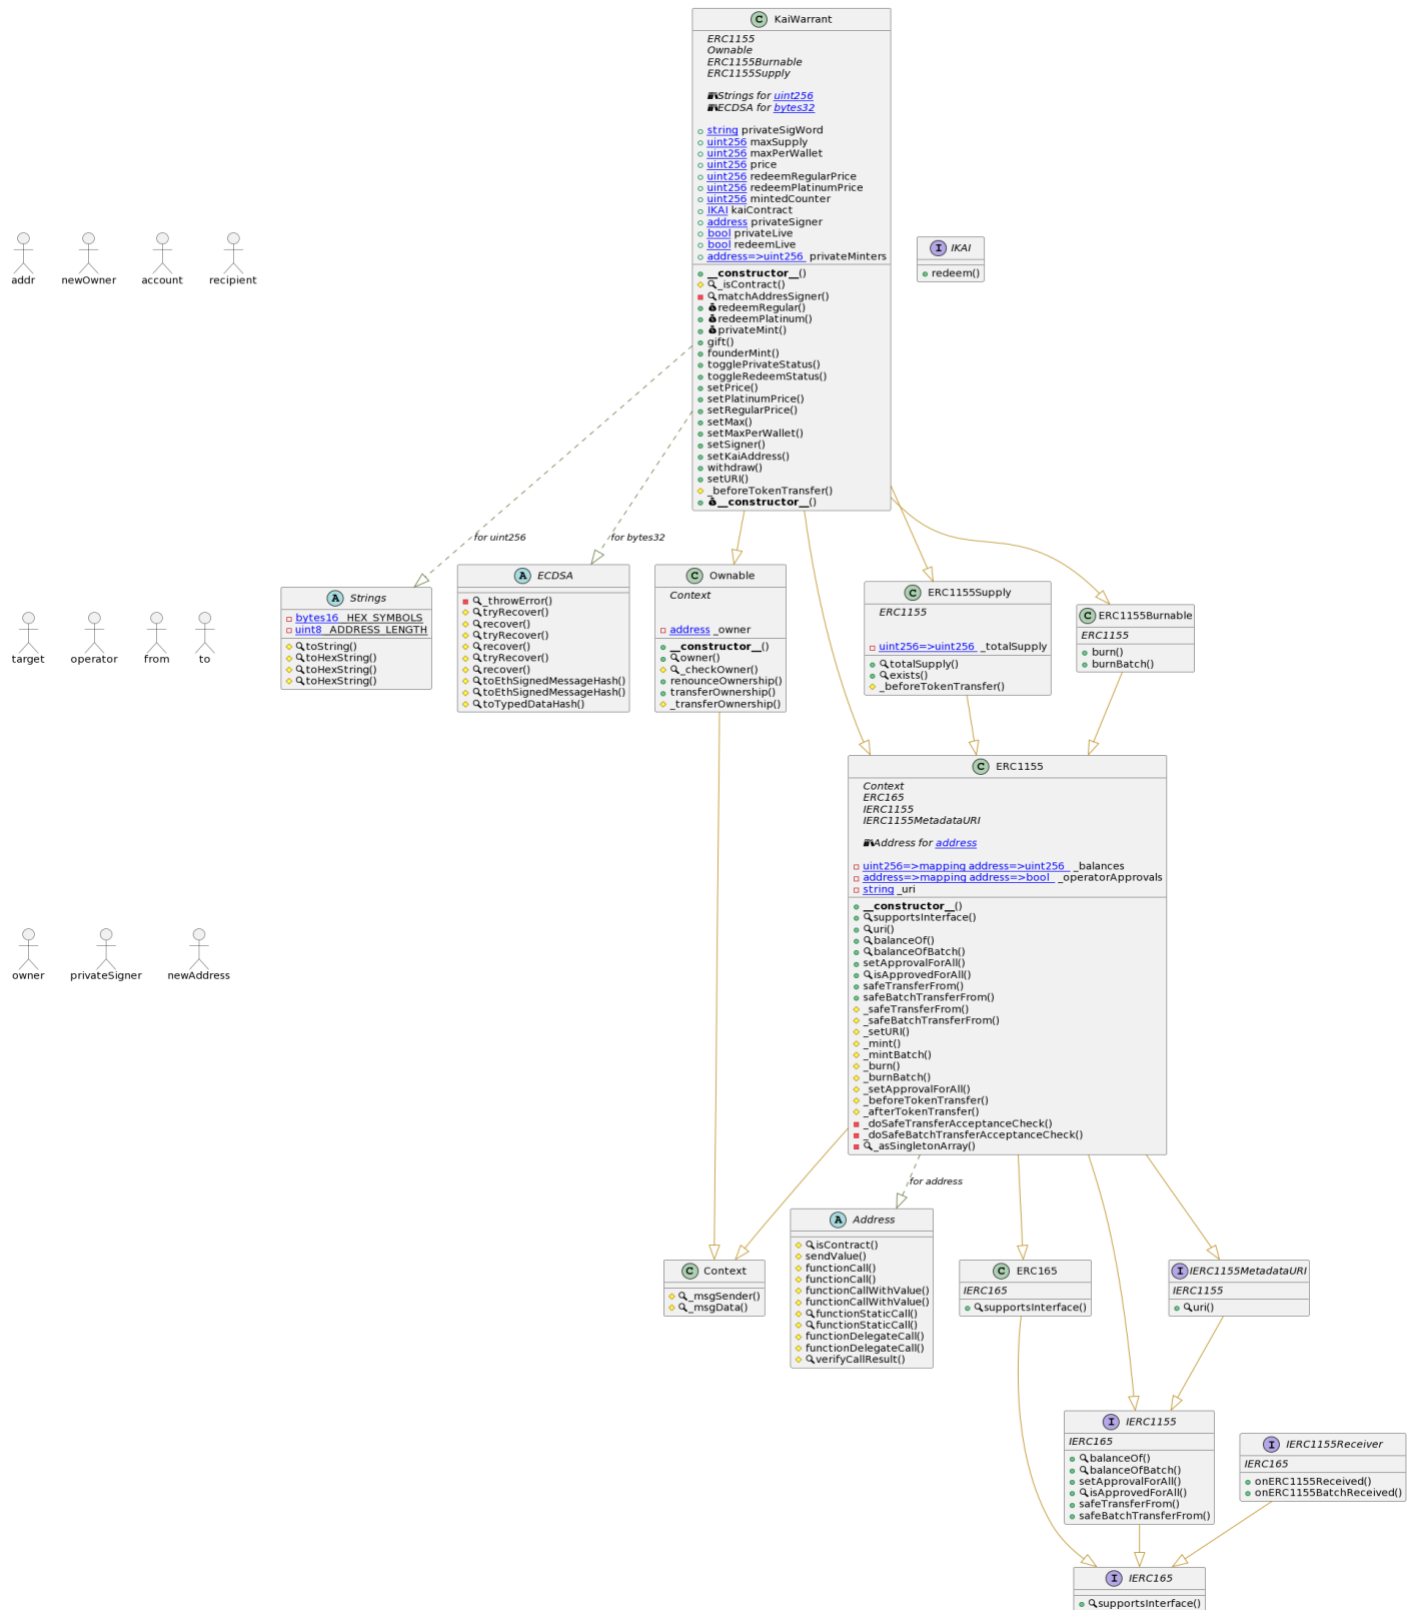 C KaiWarrant
ERC1155
Ownable
ERC1155Burnable
ERC1155Supply
Strings for uint256
ECDSA for bytes32
string privateSigWord
uint256 maxSupply
uint256 maxPerWallet
uint256 price
uint256 redeemRegularPrice
uint256 redeemPlatinumPrice
uint256 mintedCounter
IKAI kaiContract
address privateSigner
bool privateLive
bool redeemLive
address=>uint256 privateMinters
__constructor__()
_isContract()
matchAddresSigner()
redeemRegular()
redeemPlatinum()
privateMint()
gift()
founderMint()
togglePrivateStatus()
toggleRedeemStatus()
setPrice()
setPlatinumPrice()
setRegularPrice()
setMax()
setMaxPerWallet()
setSigner()
setKaiAddress()
withdraw()
setURI()
_beforeTokenTransfer()
__constructor__()
addr newOwner account recipient
I IKAI
redeem()
for uint256
for bytes32
target operator from to
A Strings
bytes16 _HEX_SYMBOLS
uint8 _ADDRESS_LENGTH
toString()
toHexString()
toHexString()
toHexString()
A ECDSA
_throwError()
tryRecover()
recover()
tryRecover()
recover()
tryRecover()
recover()
toEthSignedMessageHash()
toEthSignedMessageHash()
toTypedDataHash()
C Ownable
Context
address _owner
__constructor__()
owner()
_checkOwner()
renounceOwnership()
transferOwnership()
_transferOwnership()
C ERC1155Supply
ERC1155
uint256=>uint256 _totalSupply
totalSupply()
exists()
_beforeTokenTransfer()
C ERC1155Burnable
ERC1155
burn()
burnBatch()
C ERC1155
Context
ERC165
IERC1155
IERC1155MetadataURI
Address for address
uint256=>mapping address=>uint256 _balances
address=>mapping address=>bool _operatorApprovals
string _uri
__constructor__()
supportsInterface()
uri()
balanceOf()
balanceOfBatch()
setApprovalForAll()
isApprovedForAll()
safeTransferFrom()
safeBatchTransferFrom()
_safeTransferFrom()
_safeBatchTransferFrom()
_setURI()
_mint()
_mintBatch()
_burn()
_burnBatch()
_setApprovalForAll()
_beforeTokenTransfer()
_afterTokenTransfer()
_doSafeTransferAcceptanceCheck()
_doSafeBatchTransferAcceptanceCheck()
_asSingletonArray()
owner privateSigner newAddress
for address
C Context
_msgSender()
_msgData()
A Address
isContract()
sendValue()
functionCall()
functionCall()
functionCallWithValue()
functionCallWithValue()
functionStaticCall()
functionStaticCall()
functionDelegateCall()
functionDelegateCall()
verifyCallResult()
C ERC165
IERC165
supportsInterface()
I IERC1155MetadataURI
IERC1155
uri()
I IERC1155
IERC165
balanceOf()
balanceOfBatch()
setApprovalForAll()
isApprovedForAll()
safeTransferFrom()
safeBatchTransferFrom()
I IERC1155Receiver
IERC165
onERC1155Received()
onERC1155BatchReceived()
I IERC165
supportsInterface()